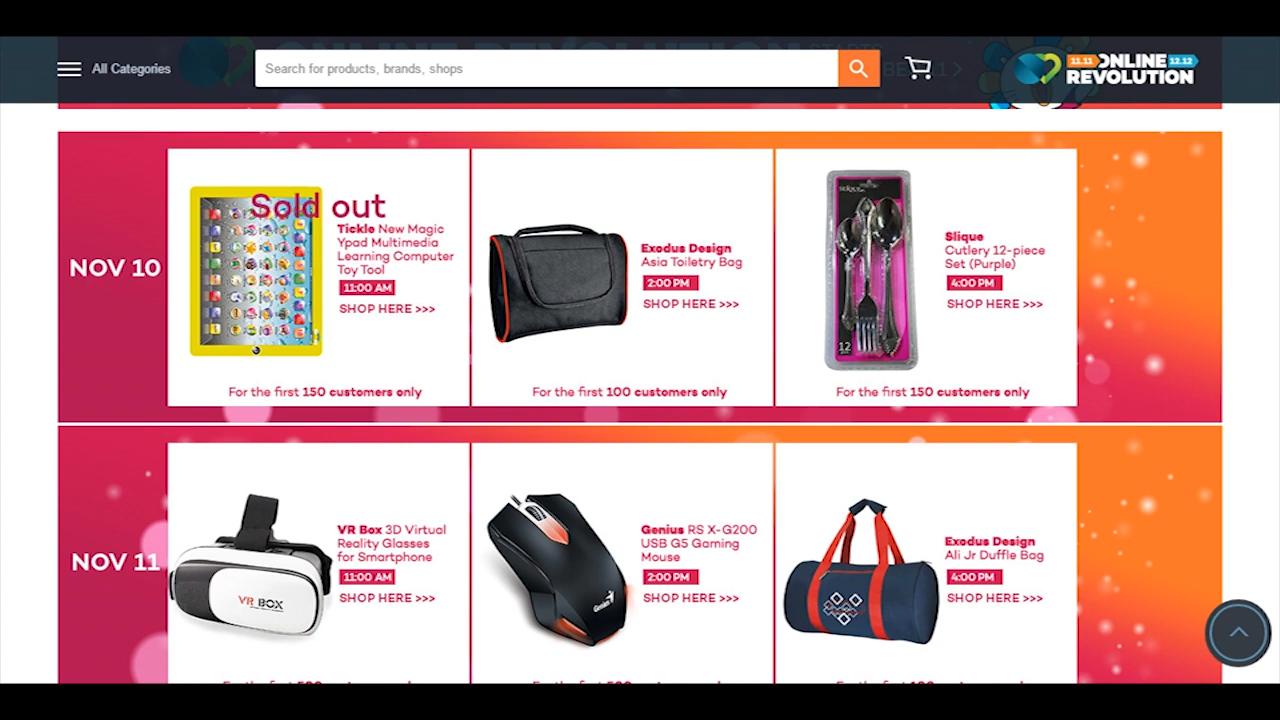 All Categories
Search for products, brands, shops
11.11 ONLINE 12.12
REVOLUTION
NOV 10
Sold out
Tickle New Magic
Ypad Multimedia
Learning Computer
Toy Tool
11:00 AM
SHOP HERE >>>
For the first 150 customers only
Exodus Design
Asia Toiletry Bag
2:00 PM
SHOP HERE >>>
For the first 100 customers only
12
Slique
Cutlery 12-piece
Set (Purple)
4:00 PM
SHOP HERE >>>
For the first 150 customers only
NOV 11
VR BOX
VR Box 3D Virtual
Reality Glasses
for Smartphone
11:00 AM
SHOP HERE >>>
Genius
Genius RS X-G200
USB G5 Gaming
Mouse
2:00 PM
SHOP HERE >>>
Exodus Design
Ali Jr Duffle Bag
4:00 PM
SHOP HERE >>>